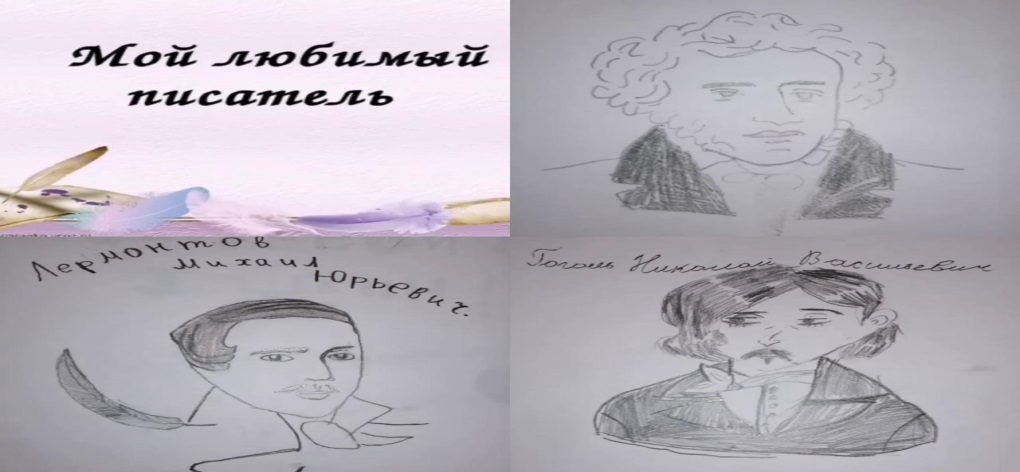 Мой любимый
писатель
Лермонтов
Михаил
Юрьевич.
Гоголь Николай Васильевич